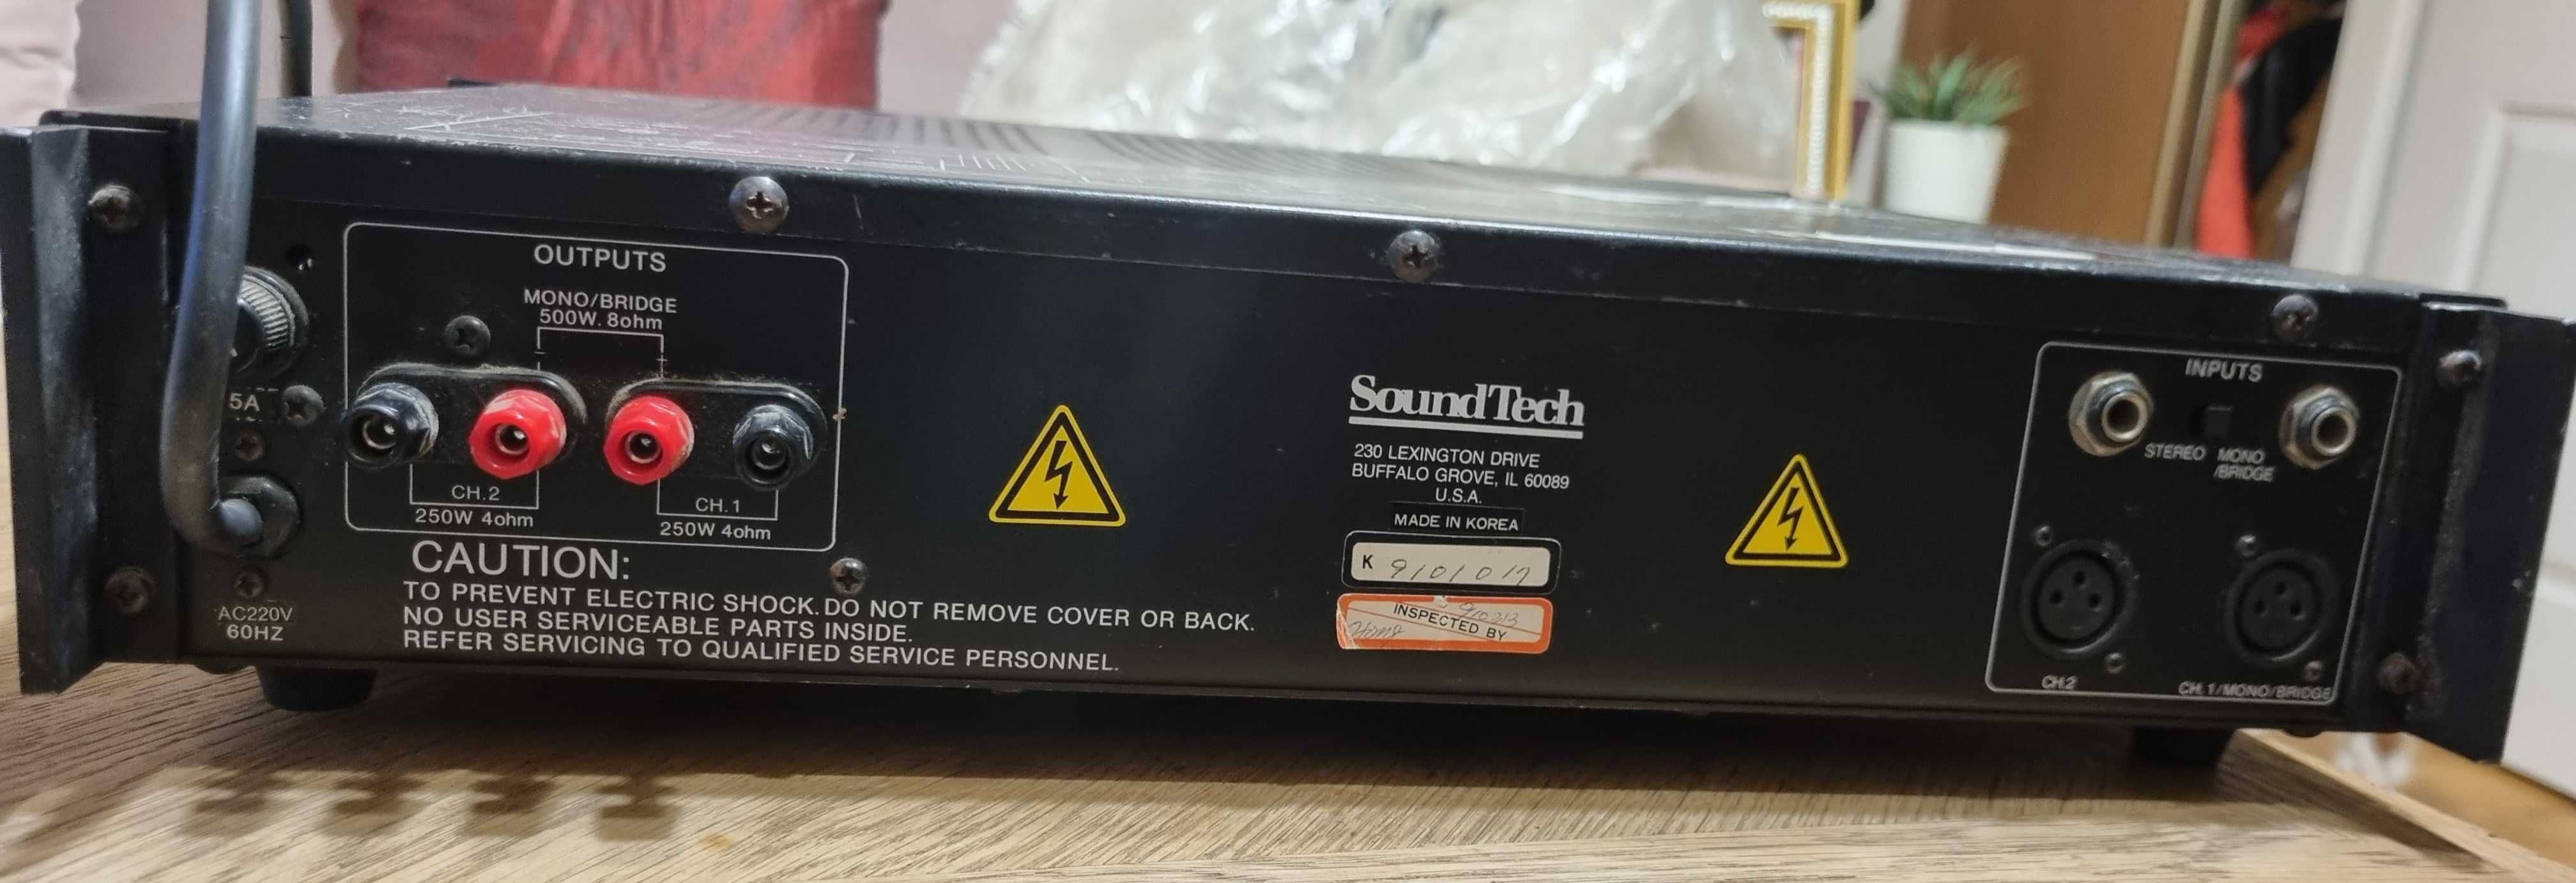 OUTPUTS
MONO/BRIDGE
500W. 8ohm
- +
5A
CH.2
250W 4ohm
CH.1
250W 4ohm
CAUTION:
TO PREVENT ELECTRIC SHOCK. DO NOT REMOVE COVER OR BACK.
NO USER SERVICEABLE PARTS INSIDE.
REFER SERVICING TO QUALIFIED SERVICE PERSONNEL.
AC220V
60HZ
SoundTech
230 LEXINGTON DRIVE
BUFFALO GROVE, IL 60089
U.S.A.
MADE IN KOREA
K 9101017
INSPECTED BY
INPUTS
STEREO MONO
/BRIDGE
CH.2
CH.1/MONO/BRIDGE